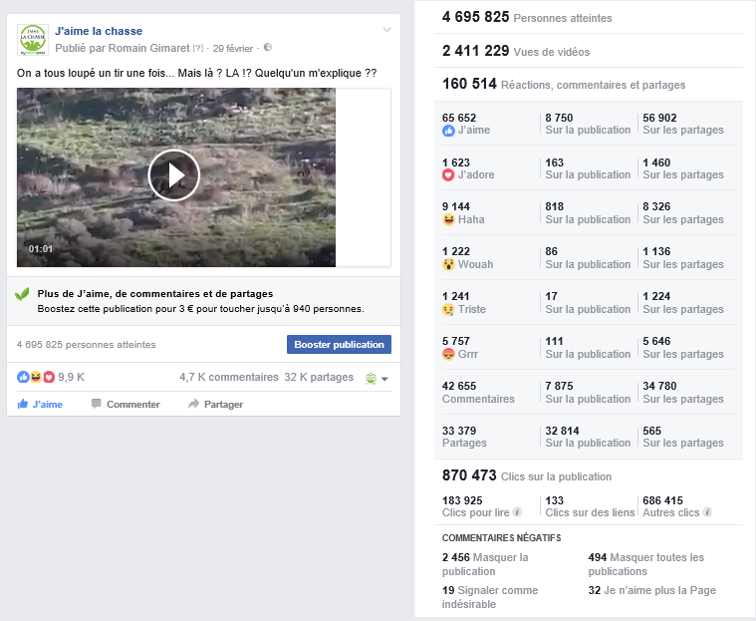 J'AIME
LA CHASSE
J'aime la chasse
Publié par Romain Gimaret [?] · 29 février ·
On a tous loupé un tir une fois... Mais là ? LA !? Quelqu'un m'explique ??
01:01
Plus de J'aime, de commentaires et de partages
Boostez cette publication pour 3 € pour toucher jusqu'à 940 personnes.
4 695 825 personnes atteintes
Booster publication
9,9 K
4,7 K commentaires 32 K partages
J'aime Commenter Partager
4 695 825 Personnes atteintes
2 411 229 Vues de vidéos
160 514 Réactions, commentaires et partages
65 652 8 750 56 902
J'aime Sur la publication Sur les partages
1 623 163 1 460
J'adore Sur la publication Sur les partages
9 144 818 8 326
Haha Sur la publication Sur les partages
1 222 86 1 136
Wouah Sur la publication Sur les partages
1 241 17 1 224
Triste Sur la publication Sur les partages
5 757 111 5 646
Grrr Sur la publication Sur les partages
42 655 7 875 34 780
Commentaires Sur la publication Sur les partages
33 379 32 814 565
Partages Sur la publication Sur les partages
870 473 Clics sur la publication
183 925 133 686 415
Clics pour lire Clics sur des liens Autres clics
COMMENTAIRES NÉGATIFS
2 456 Masquer la publication
494 Masquer toutes les publications
19 Signaler comme indésirable
32 Je n'aime plus la Page